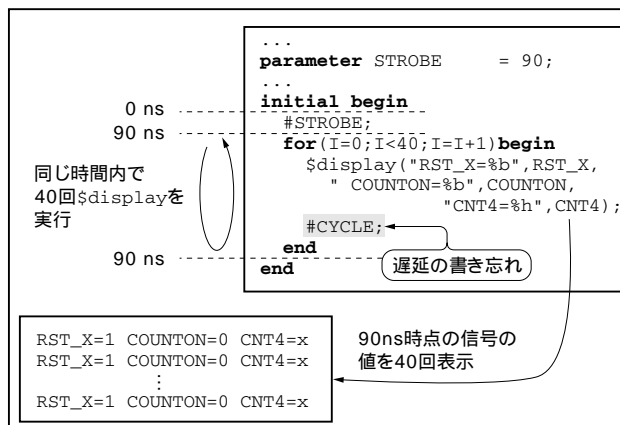 ...
parameter STROBE = 90;
...
initial begin
0 ns
#STROBE;
90 ns
for(I=0;I<40;I=I+1)begin
$display("RST_X=%b",RST_X,
" COUNTON=%b",COUNTON,
"CNT4=%h",CNT4);
同じ時間内で
40回$displayを
実行
#CYCLE;
end
90 ns
遅延の書き忘れ
end
RST_X=1 COUNTON=0 CNT4=x
RST_X=1 COUNTON=0 CNT4=x
⋮
RST_X=1 COUNTON=0 CNT4=x
90ns時点の信号の
値を40回表示